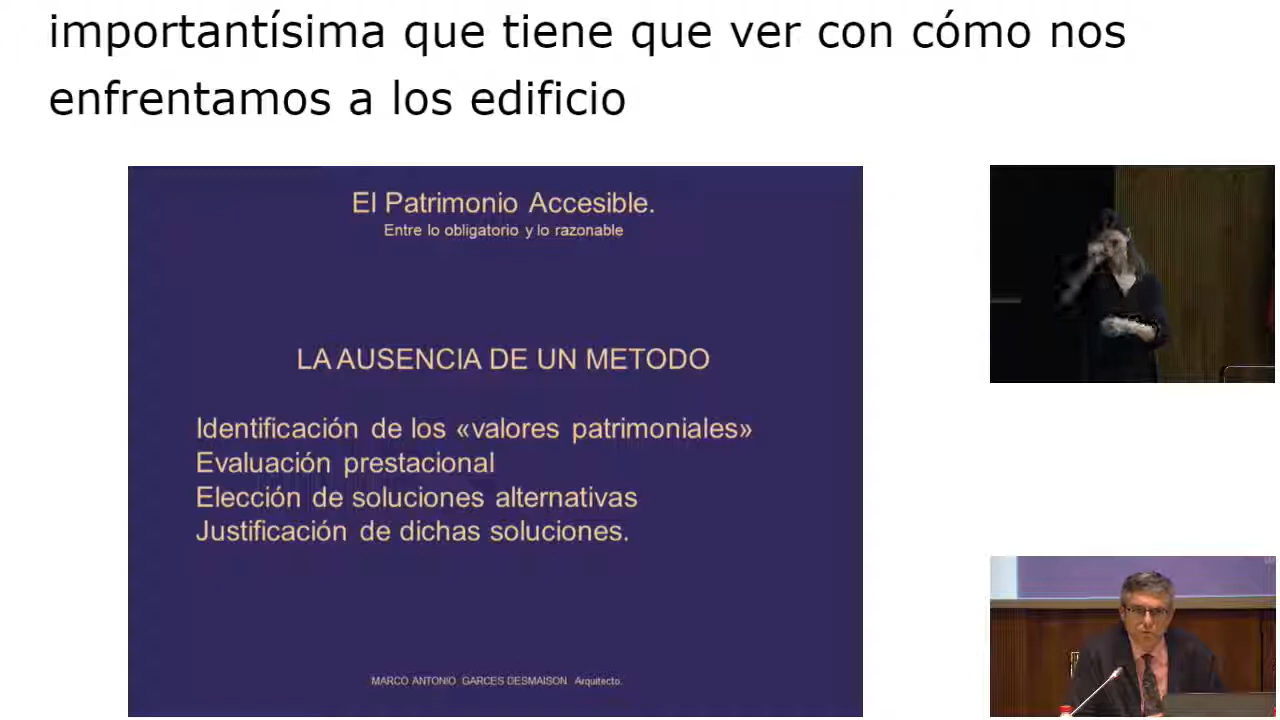 importantísima que tiene que ver con cómo nos
enfrentamos a los edificio
El Patrimonio Accesible.
Entre lo obligatorio y lo razonable
LA AUSENCIA DE UN METODO
Identificación de los «valores patrimoniales»
Evaluación prestacional
Elección de soluciones alternativas
Justificación de dichas soluciones.
MARCO ANTONIO GARCES DESMAISON. Arquitecto.